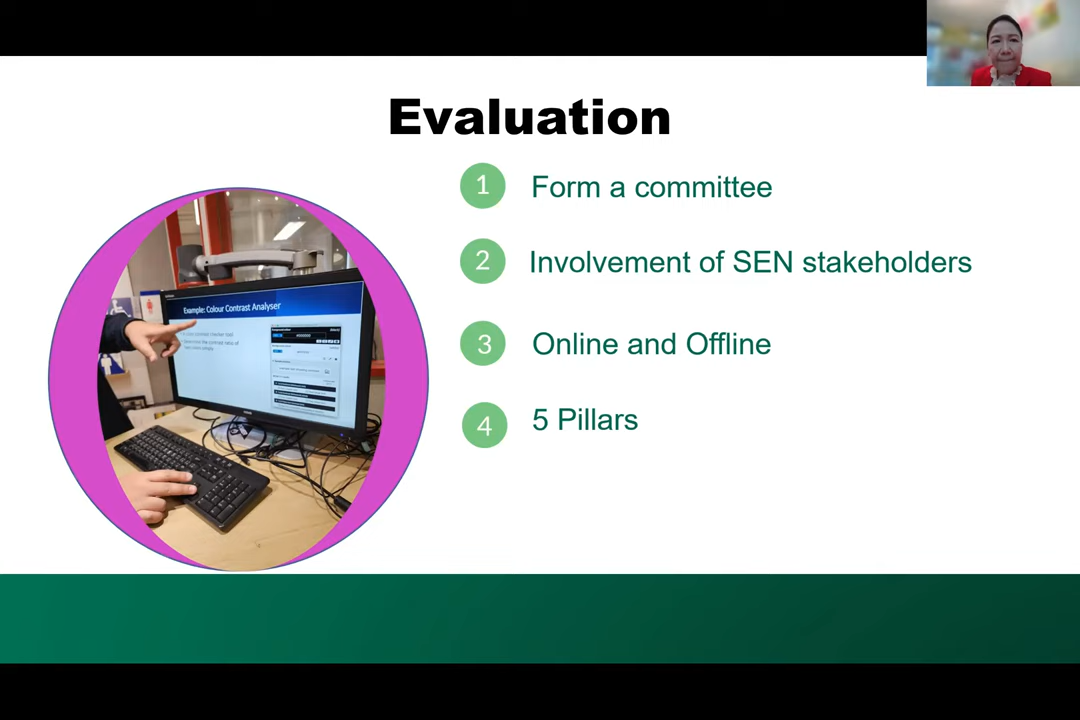 Evaluation
1 Form a committee
2 Involvement of SEN stakeholders
3 Online and Offline
4 5 Pillars
Example: Colour Contrast Analyser